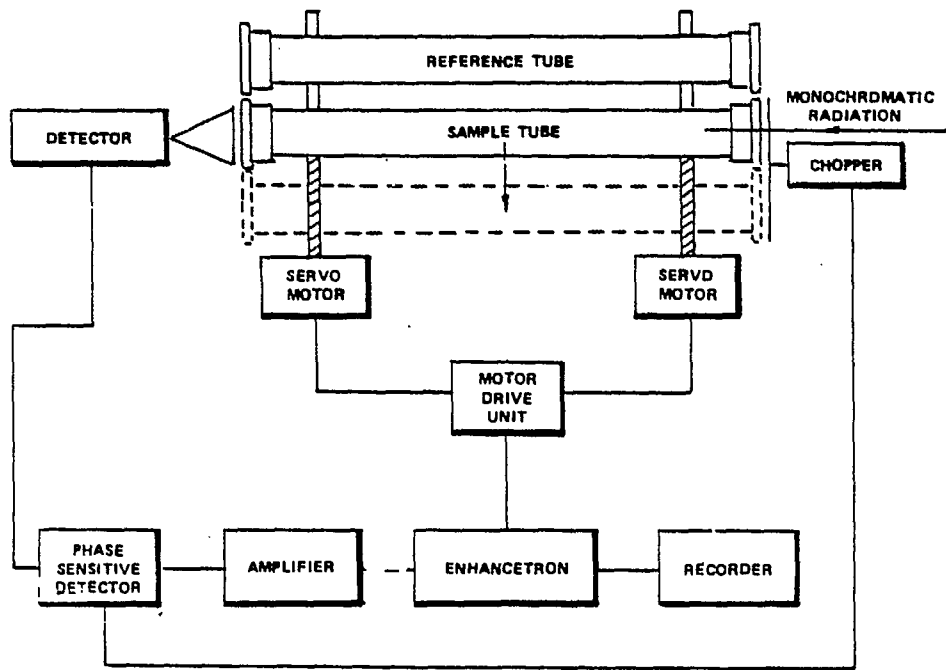 REFERENCE TUBE
MONOCHRDMATIC
RADIATION
DETECTOR
SAMPLE TUBE
CHOPPER
SERVO
MOTOR
SERVD
MOTOR
MOTOR
DRIVE
UNIT
PHASE
SENSITIVE
DETECTOR
AMPLIFIER
ENHANCETRON
RECORDER